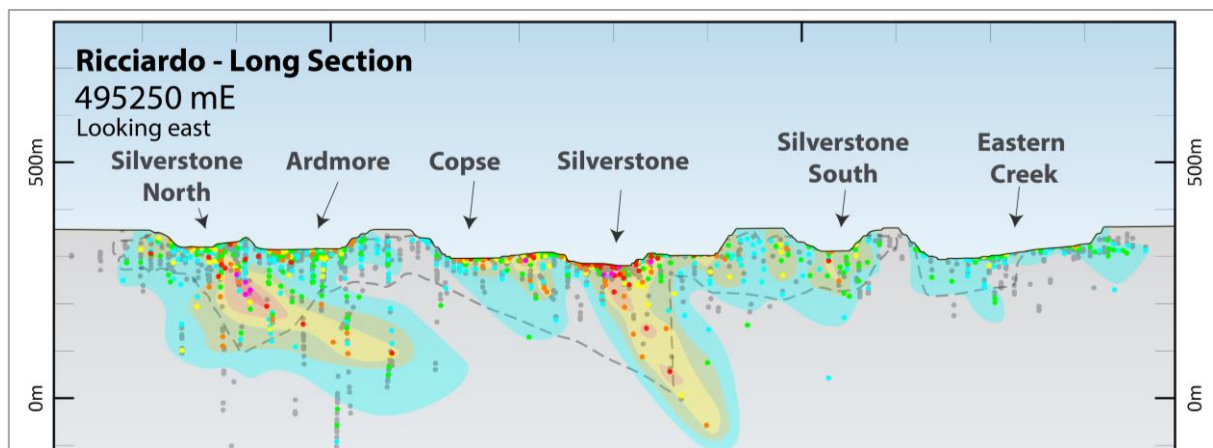 Ricciardo - Long Section
495250 mE
Looking east
Silverstone
North
Ardmore
Copse
Silverstone
Silverstone
South
Eastern
Creek
500m
500m
0m
0m